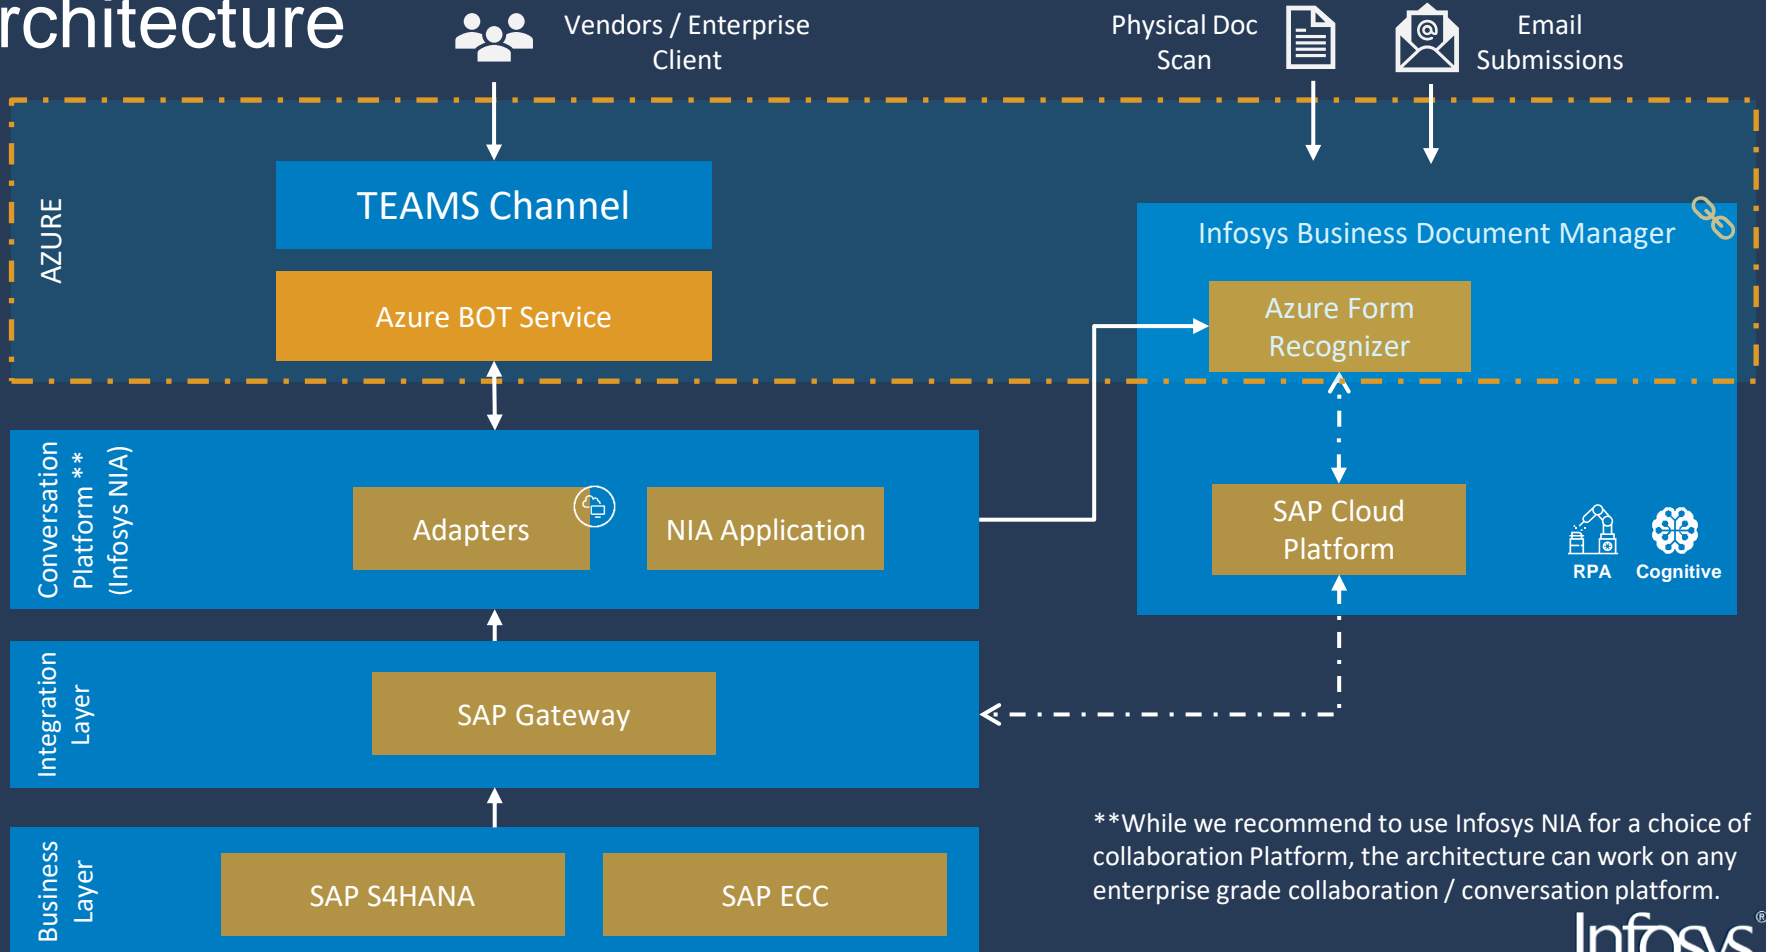 rchitecture
Vendors / Enterprise
Client
Physical Doc
Scan
Email
Submissions
AZURE
TEAMS Channel
Azure BOT Service
Infosys Business Document Manager
Azure Form
Recognizer
Conversation
Platform **
(Infosys NIA)
Adapters
NIA Application
SAP Cloud
Platform
RPA
Cognitive
Integration
Layer
SAP Gateway
Business
Layer
SAP S4HANA
SAP ECC
**While we recommend to use Infosys NIA for a choice of
collaboration Platform, the architecture can work on any
enterprise grade collaboration / conversation platform.
Infosys®